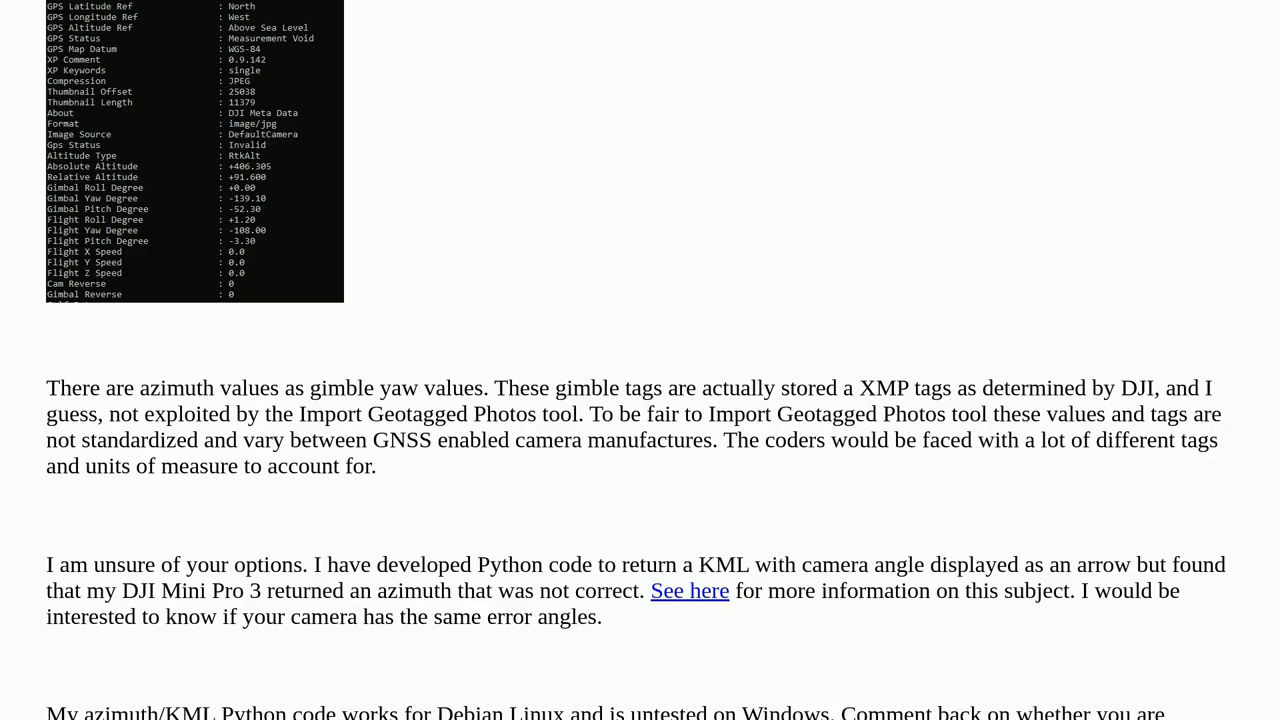 GPS Latitude Ref : North
GPS Longitude Ref : West
GPS Altitude Ref : Above Sea Level
GPS Status : Measurement Void
GPS Map Datum : WGS-84
XP Comment : 0.9.142
XP Keywords : single
Compression : JPEG
Thumbnail Offset : 25038
Thumbnail Length : 11379
About : DJI Meta Data
Format : image/jpg
Image Source : DefaultCamera
Gps Status : Invalid
Altitude Type : RtkAlt
Absolute Altitude : +406.305
Relative Altitude : +91.600
Gimbal Roll Degree : +0.00
Gimbal Yaw Degree : -139.10
Gimbal Pitch Degree : -52.30
Flight Roll Degree : +1.20
Flight Yaw Degree : -108.00
Flight Pitch Degree : -3.30
Flight X Speed : 0.0
Flight Y Speed : 0.0
Flight Z Speed : 0.0
Cam Reverse : 0
Gimbal Reverse : 0
There are azimuth values as gimble yaw values. These gimble tags are actually stored a XMP tags as determined by DJI, and I
guess, not exploited by the Import Geotagged Photos tool. To be fair to Import Geotagged Photos tool these values and tags are
not standardized and vary between GNSS enabled camera manufactures. The coders would be faced with a lot of different tags
and units of measure to account for.
I am unsure of your options. I have developed Python code to return a KML with camera angle displayed as an arrow but found
that my DJI Mini Pro 3 returned an azimuth that was not correct. See here for more information on this subject. I would be
interested to know if your camera has the same error angles.
My azimuth/KML Python code works for Debian Linux and is untested on Windows. Comment back on whether you are